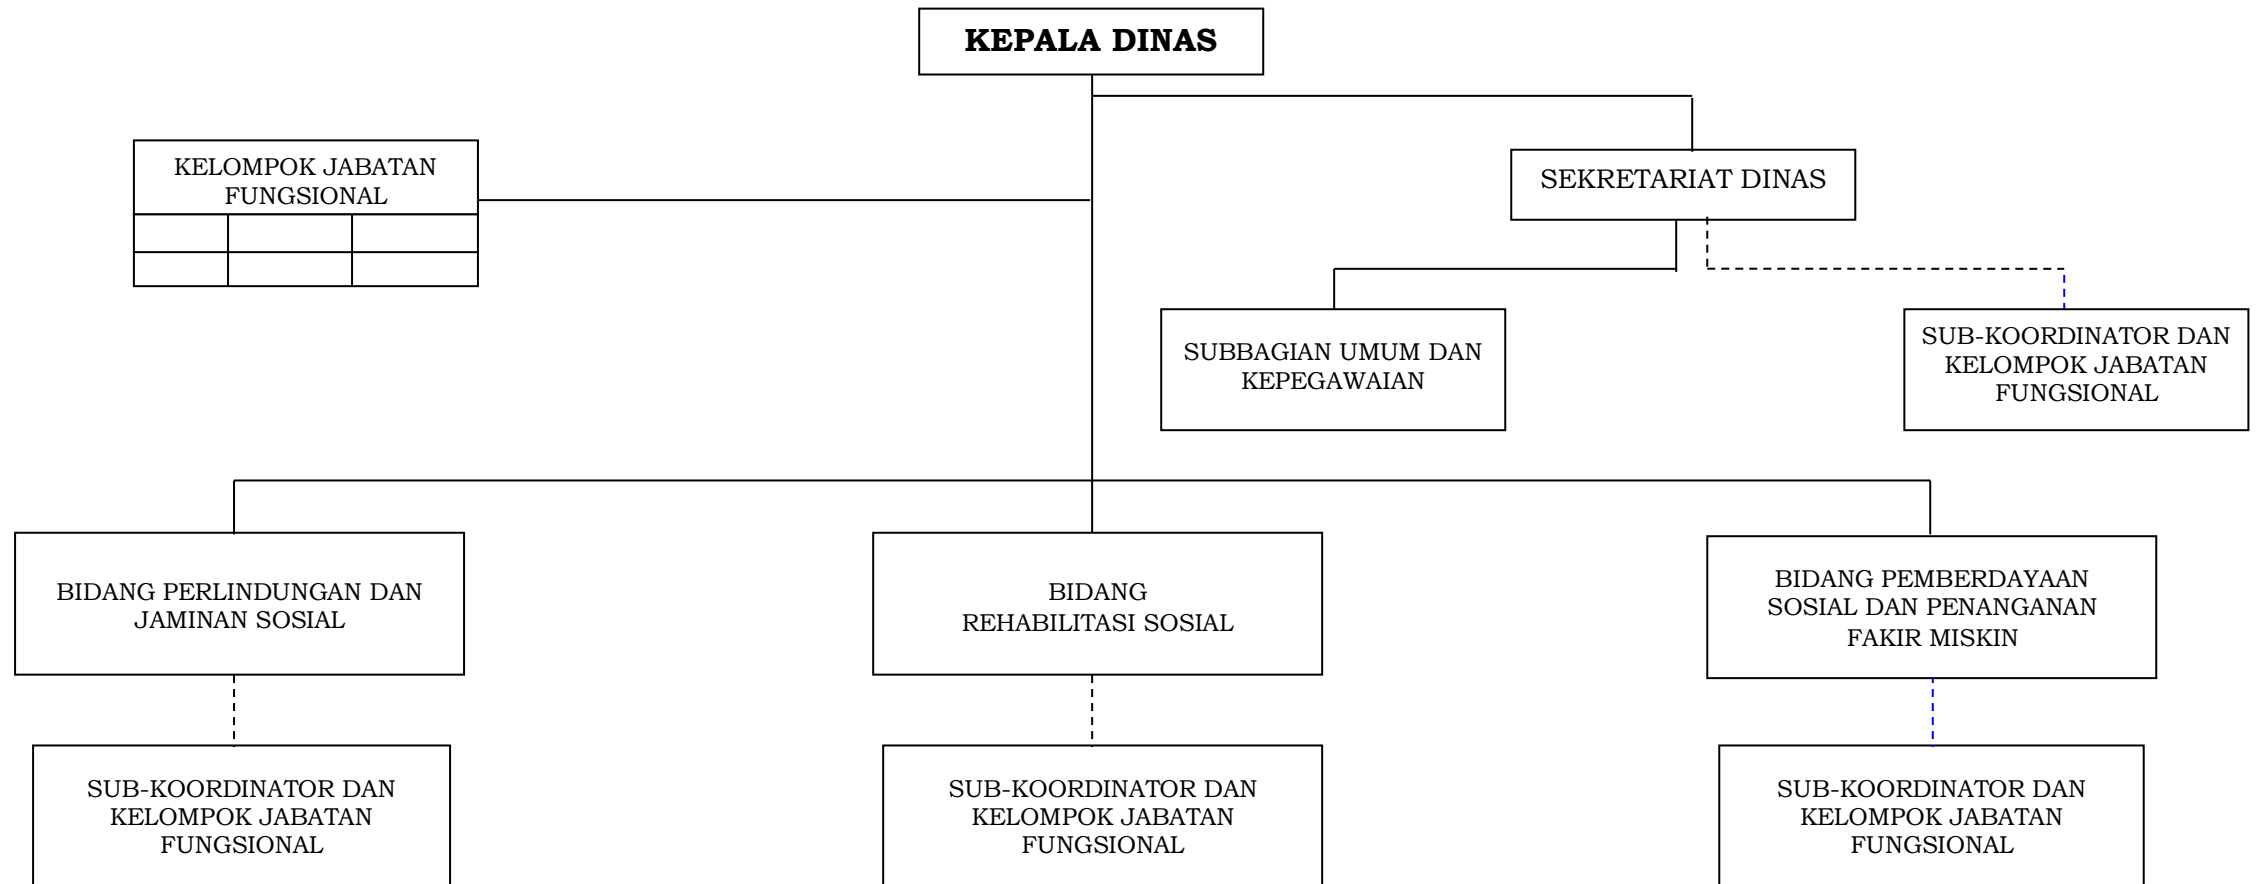 KEPALA DINAS
KELOMPOK JABATAN
FUNGSIONAL
SEKRETARIAT DINAS
SUBBAGIAN UMUM DAN
KEPEGAWAIAN
SUB-KOORDINATOR DAN
KELOMPOK JABATAN
FUNGSIONAL
BIDANG PERLINDUNGAN DAN
JAMINAN SOSIAL
BIDANG
REHABILITASI SOSIAL
BIDANG PEMBERDAYAAN
SOSIAL DAN PENANGANAN
FAKIR MISKIN
SUB-KOORDINATOR DAN
KELOMPOK JABATAN
FUNGSIONAL
SUB-KOORDINATOR DAN
KELOMPOK JABATAN
FUNGSIONAL
SUB-KOORDINATOR DAN
KELOMPOK JABATAN
FUNGSIONAL